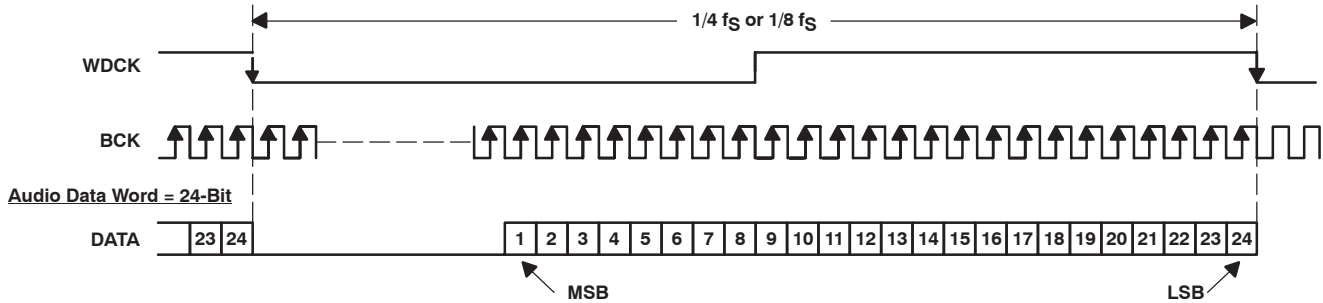 1/4 fS or 1/8 fS
WDCK
BCK
Audio Data Word = 24-Bit
DATA
23 24 1 2 3 4 5 6 7 8 9 10 11 12 13 14 15 16 17 18 19 20 21 22 23 24
MSB
LSB